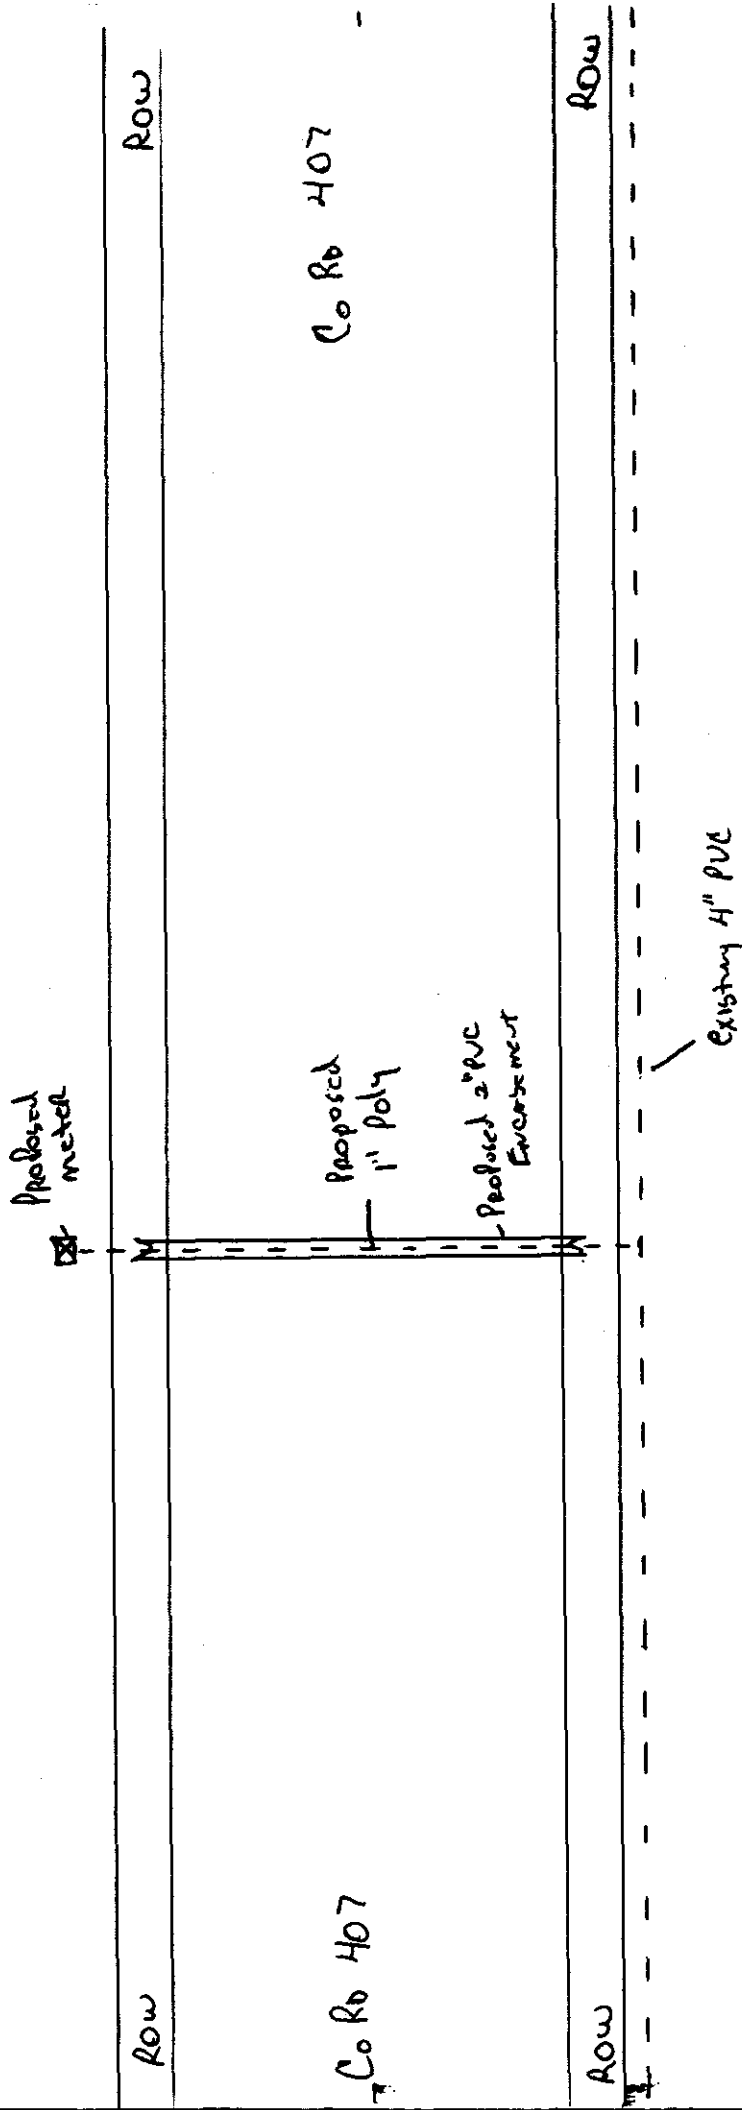 Proposed
meter
ROW
ROW
Co RD 407
Proposed
1" Poly
Co RD 407
Proposed 2" PVC
Encasement
ROW
ROW
existing 4" PVC